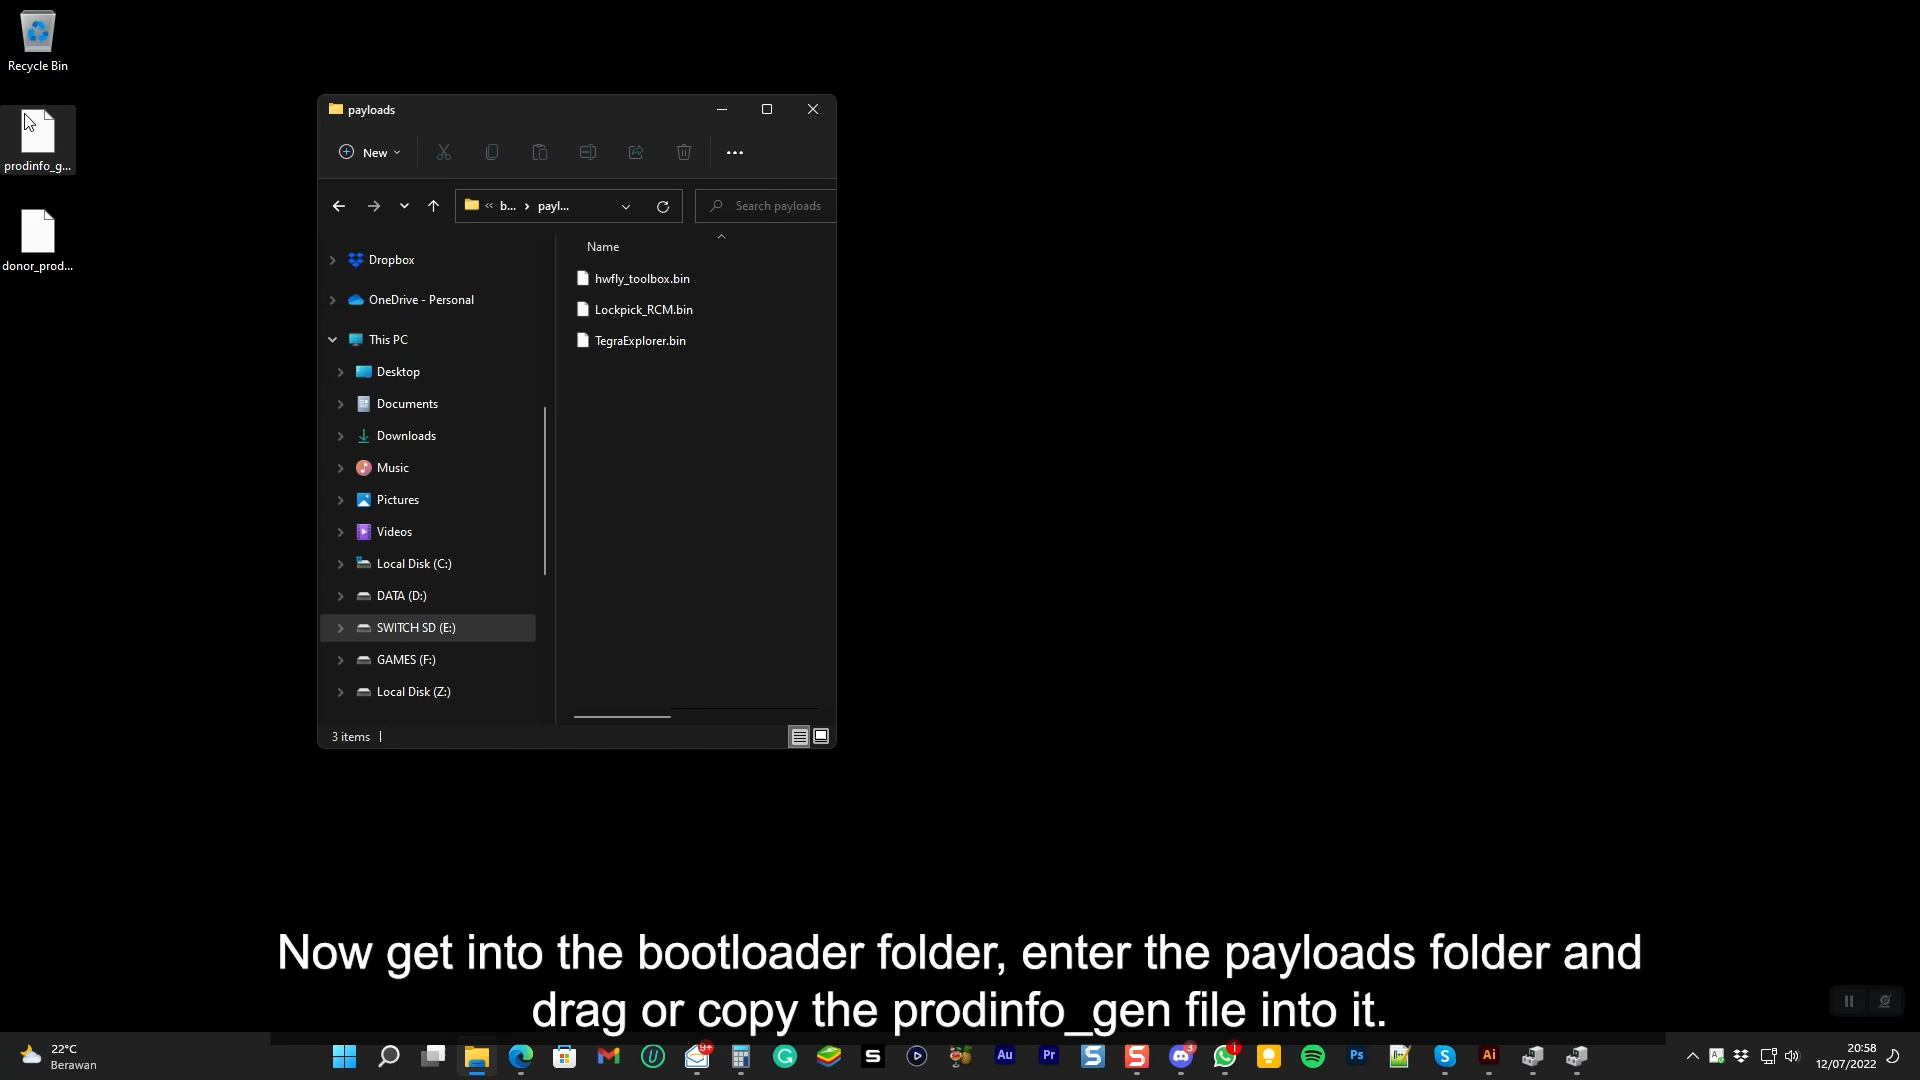 Recycle Bin
prodinfo_g...
donor_prod...
payloads
New
b... › payl...
Search payloads
Dropbox
OneDrive - Personal
This PC
Desktop
Documents
Downloads
Music
Pictures
Videos
Local Disk (C:)
DATA (D:)
SWITCH SD (E:)
GAMES (F:)
Local Disk (Z:)
Name
hwfly_toolbox.bin
Lockpick_RCM.bin
TegraExplorer.bin
3 items
Now get into the bootloader folder, enter the payloads folder and
drag or copy the prodinfo_gen file into it.
22°C
Berawan
9+
Au
Pr
3
1
Ps
Ai
20:58
12/07/2022